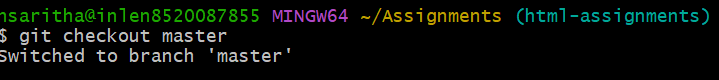 nsaritha@inlen8520087855 MINGW64 ~/Assignments (html-assignments)
$ git checkout master
Switched to branch 'master'